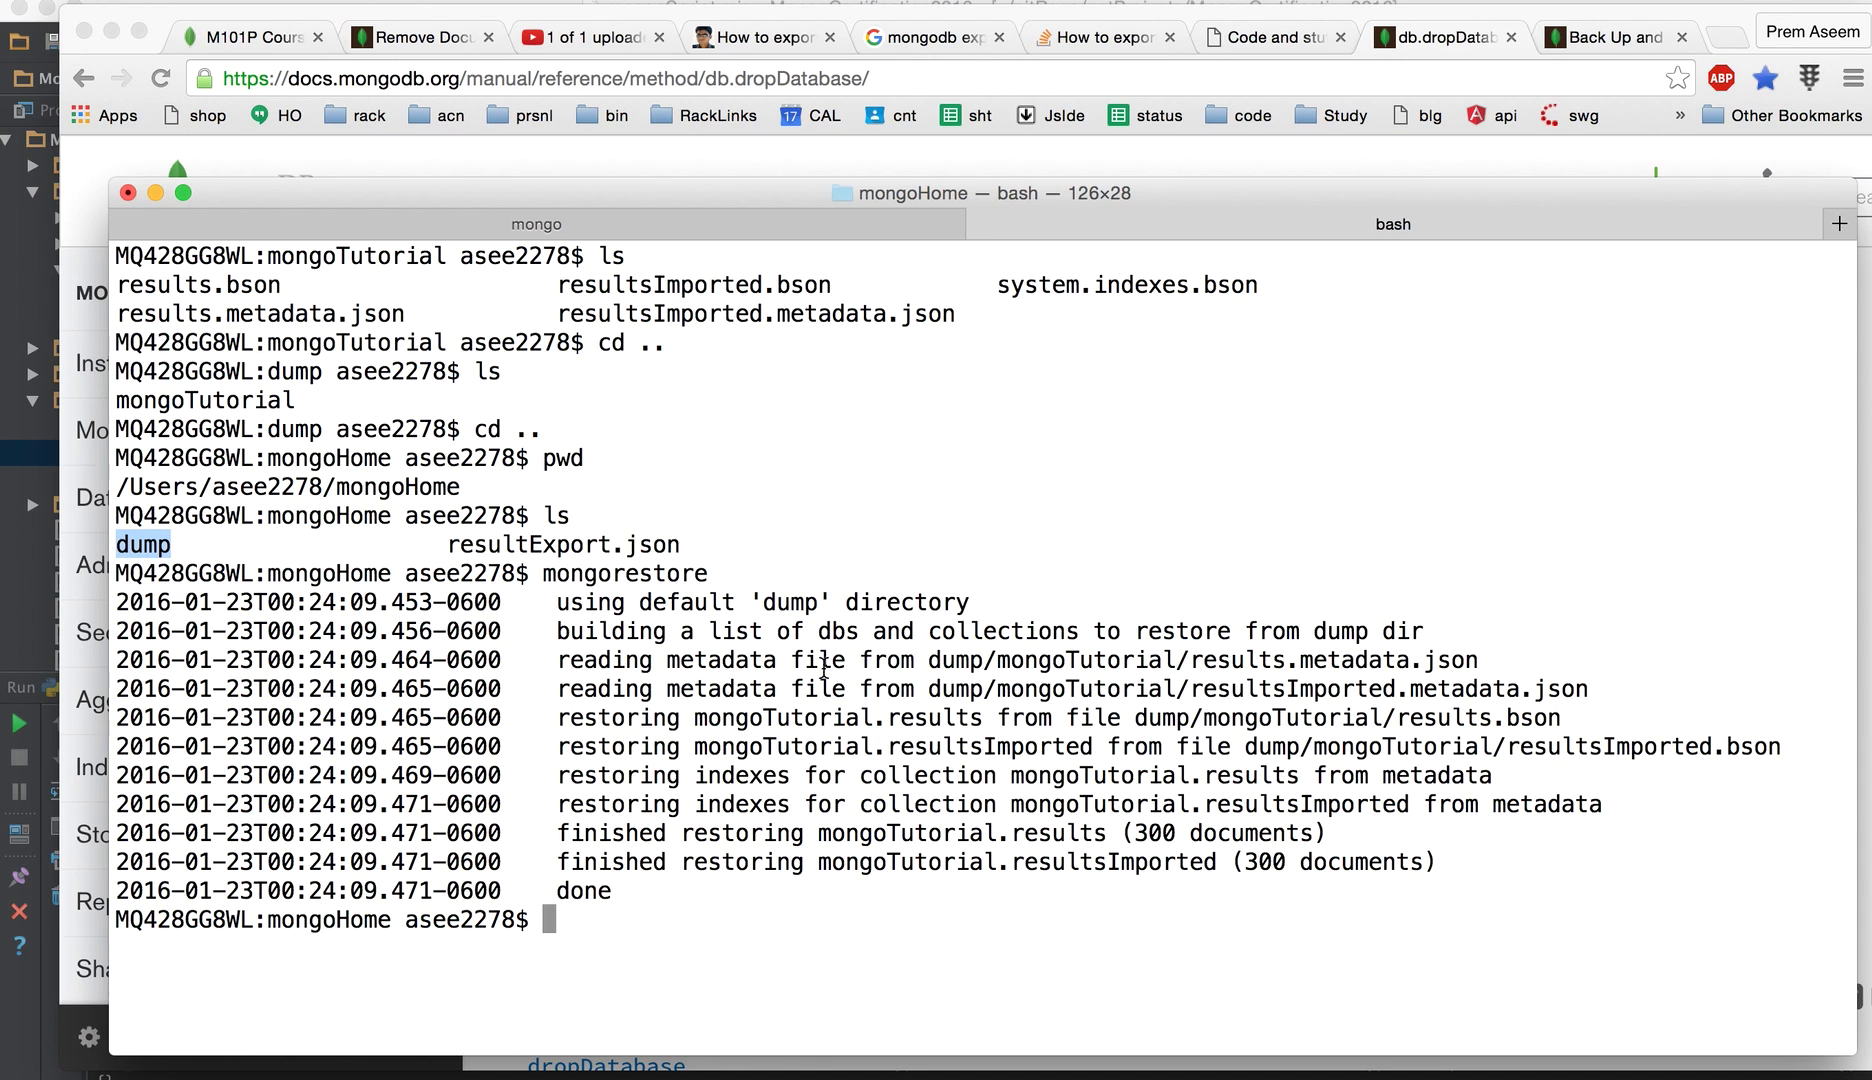 M101P Cours
Remove Docu
1 of 1 upload
How to expor
mongodb exp
How to expor
Code and stu
db.dropDatab
Back Up and
Prem Aseem
https://docs.mongodb.org/manual/reference/method/db.dropDatabase/
ABP
Apps shop HO rack acn prsnl bin RackLinks 17 CAL cnt sht JsIde status code Study blg api swg » Other Bookmarks
mongoHome — bash — 126×28
mongo bash +
MQ428GG8WL:mongoTutorial asee2278$ ls
results.bson resultsImported.bson system.indexes.bson
results.metadata.json resultsImported.metadata.json
MQ428GG8WL:mongoTutorial asee2278$ cd ..
MQ428GG8WL:dump asee2278$ ls
mongoTutorial
MQ428GG8WL:dump asee2278$ cd ..
MQ428GG8WL:mongoHome asee2278$ pwd
/Users/asee2278/mongoHome
MQ428GG8WL:mongoHome asee2278$ ls
dump resultExport.json
MQ428GG8WL:mongoHome asee2278$ mongorestore
2016-01-23T00:24:09.453-0600 using default 'dump' directory
2016-01-23T00:24:09.456-0600 building a list of dbs and collections to restore from dump dir
2016-01-23T00:24:09.464-0600 reading metadata file from dump/mongoTutorial/results.metadata.json
2016-01-23T00:24:09.465-0600 reading metadata file from dump/mongoTutorial/resultsImported.metadata.json
2016-01-23T00:24:09.465-0600 restoring mongoTutorial.results from file dump/mongoTutorial/results.bson
2016-01-23T00:24:09.465-0600 restoring mongoTutorial.resultsImported from file dump/mongoTutorial/resultsImported.bson
2016-01-23T00:24:09.469-0600 restoring indexes for collection mongoTutorial.results from metadata
2016-01-23T00:24:09.471-0600 restoring indexes for collection mongoTutorial.resultsImported from metadata
2016-01-23T00:24:09.471-0600 finished restoring mongoTutorial.results (300 documents)
2016-01-23T00:24:09.471-0600 finished restoring mongoTutorial.resultsImported (300 documents)
2016-01-23T00:24:09.471-0600 done
MQ428GG8WL:mongoHome asee2278$
MO
Inst
Mo
Dat
Adr
Sec
Agg
Ind
Sto
Rep
Sha
Run
dropDatabase